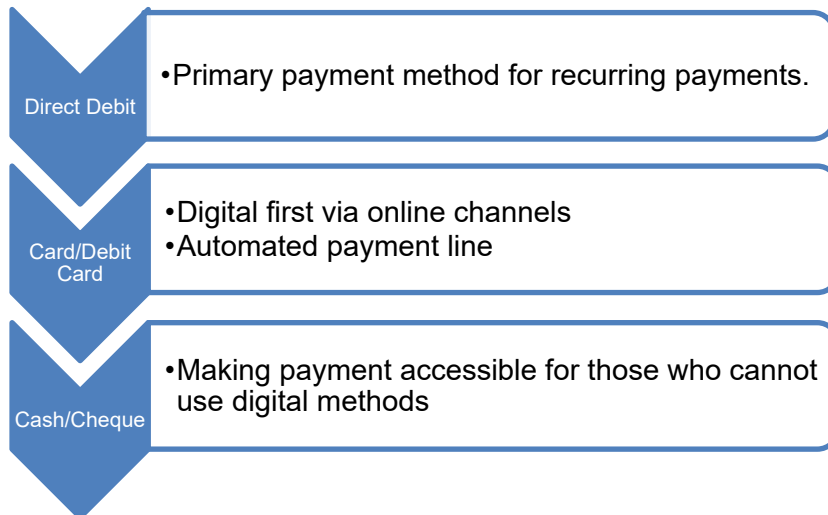 Direct Debit
•Primary payment method for recurring payments.
Card/Debit
Card
•Digital first via online channels
•Automated payment line
Cash/Cheque
•Making payment accessible for those who cannot
use digital methods